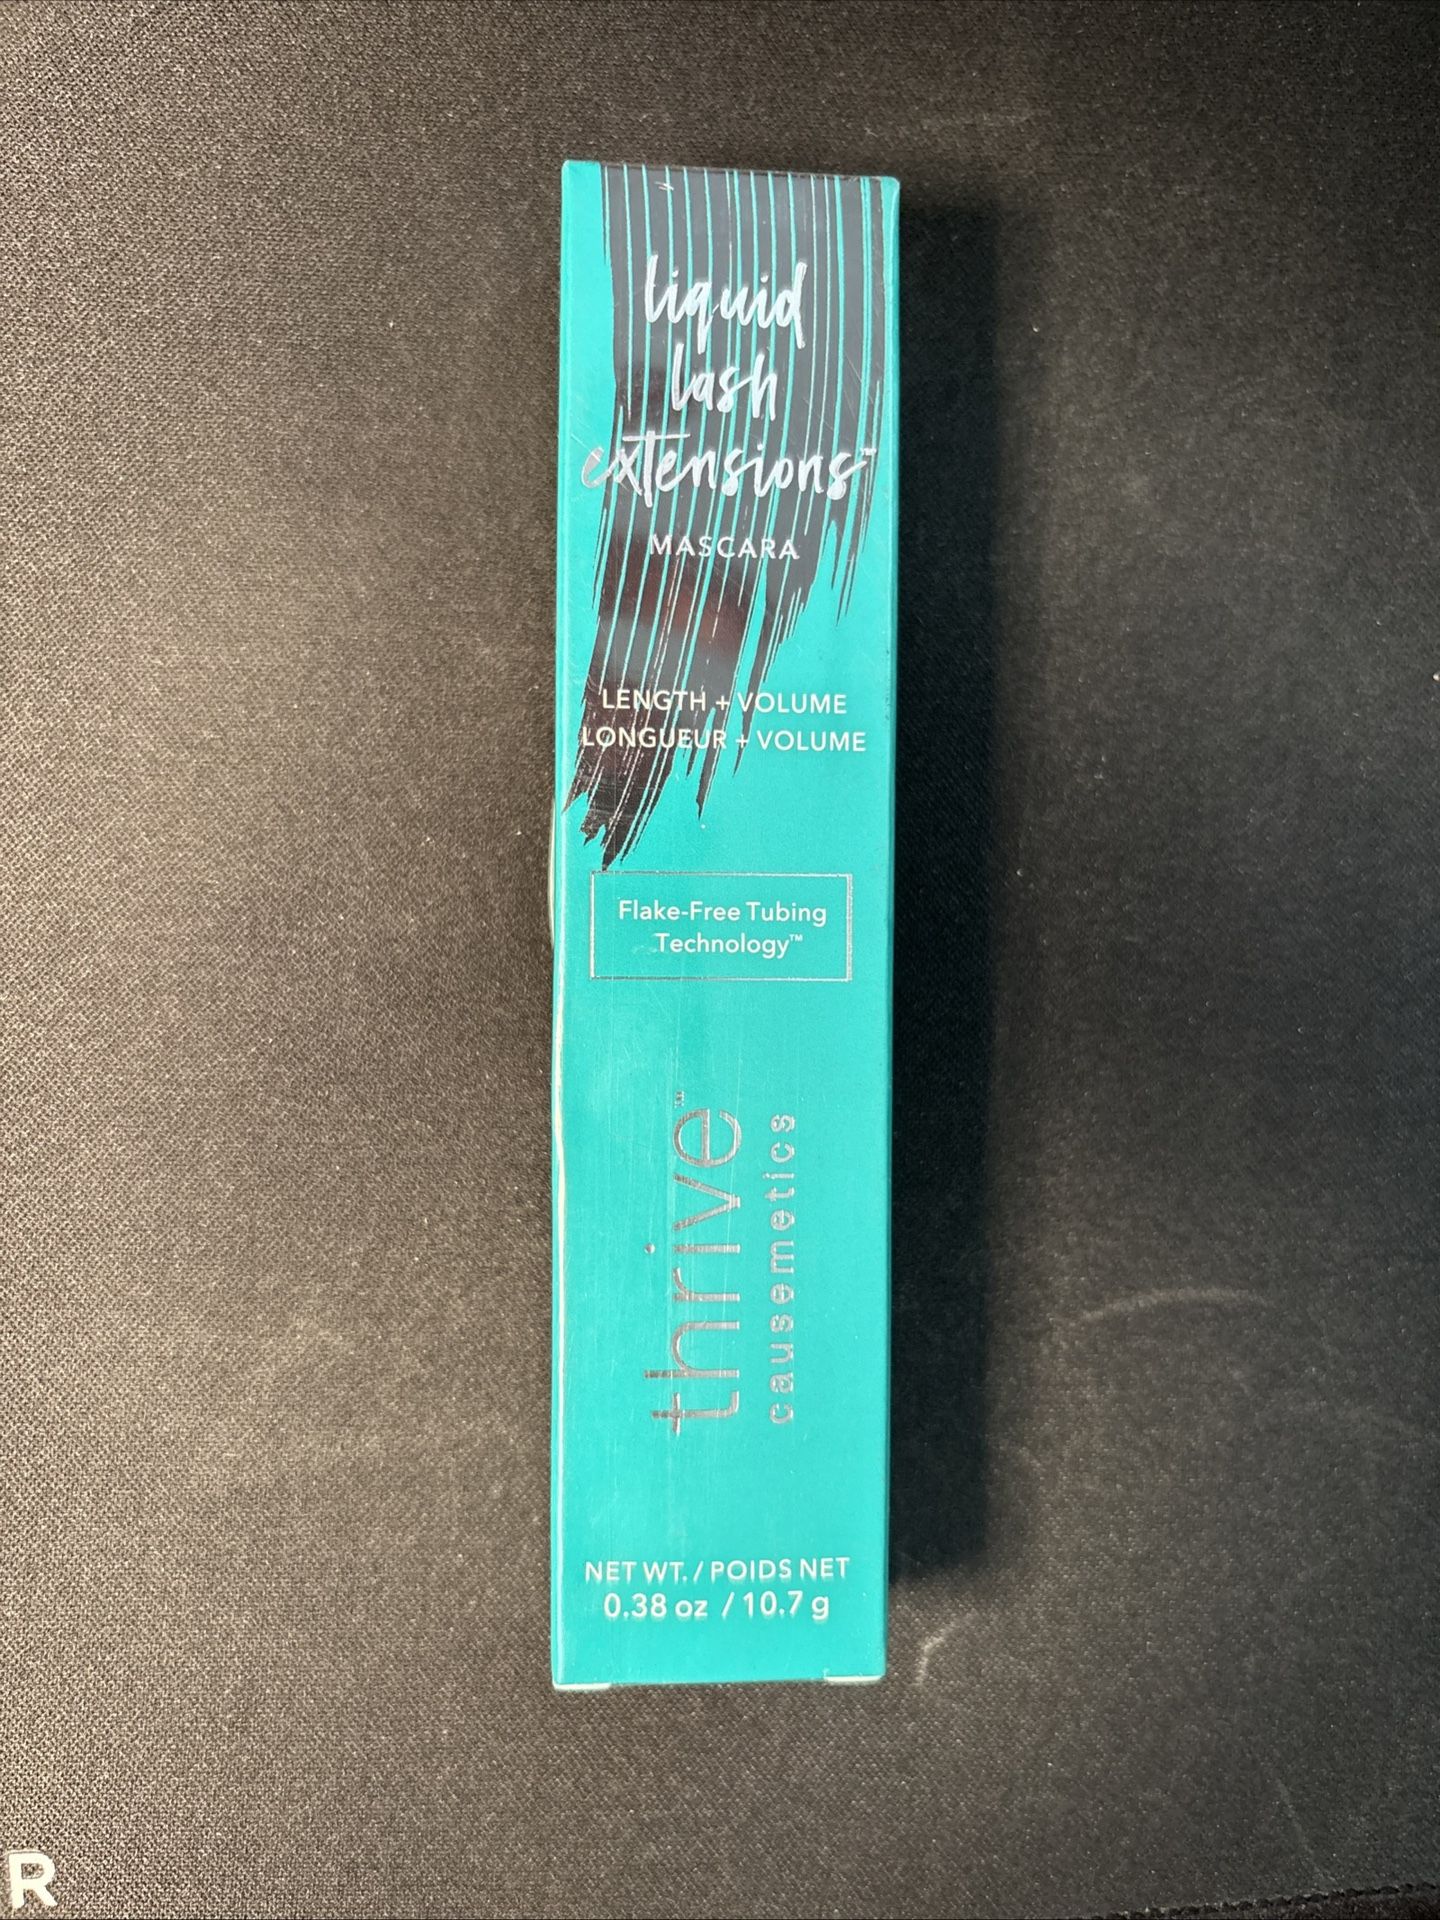 liquid
lash
extensions™
MASCARA
LENGTH + VOLUME
LONGUEUR + VOLUME
Flake-Free Tubing
Technology™
thrive™
causemetics
NET WT. / POIDS NET
0.38 oz / 10.7 g
R